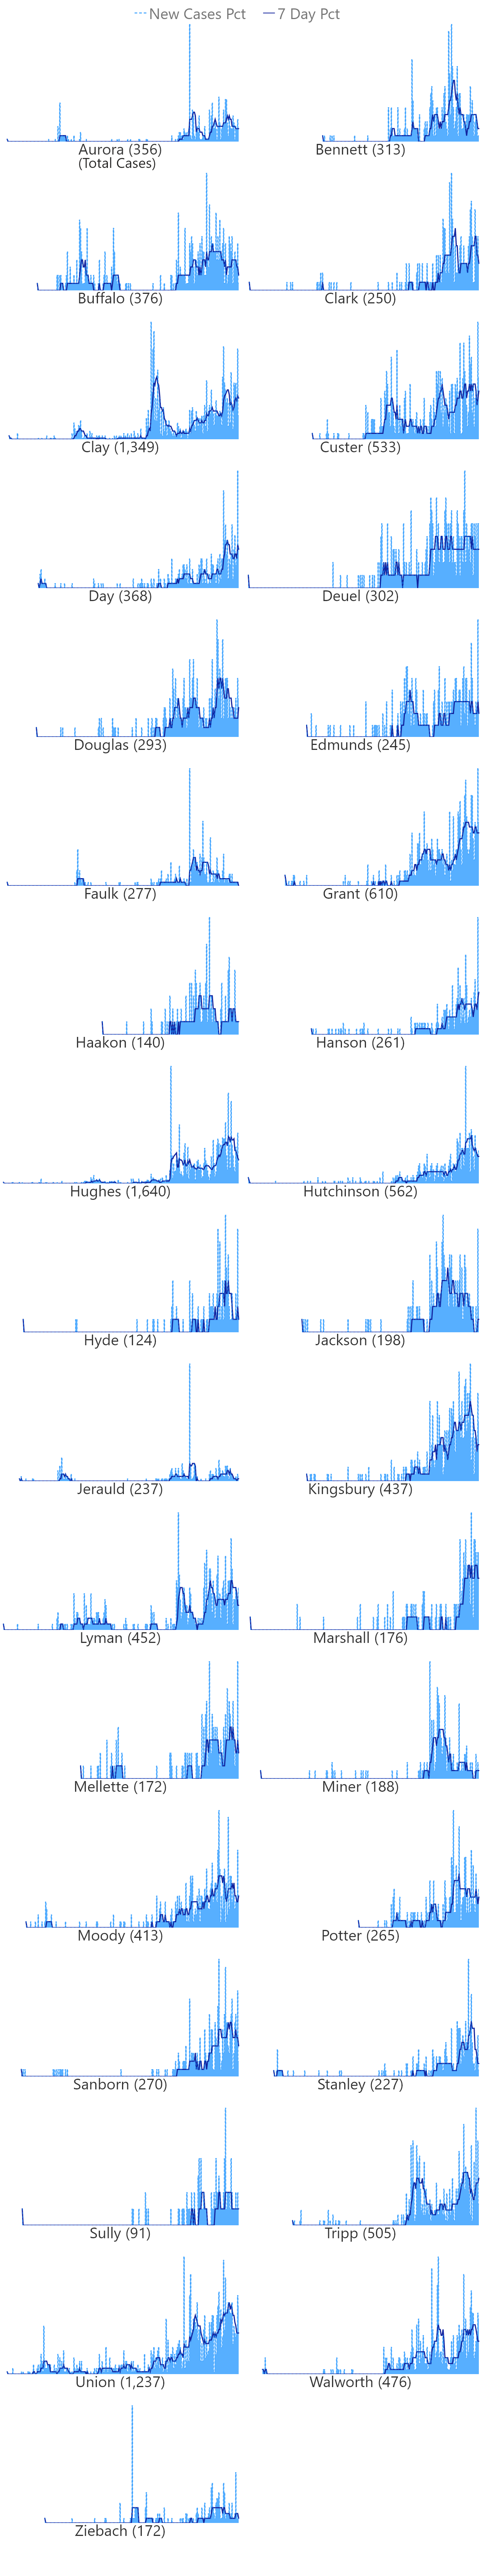 New Cases Pct 7 Day Pct
Aurora (356) Bennett (313)
(Total Cases)
Buffalo (376) Clark (250)
Clay (1,349) Custer (533)
Day (368) Deuel (302)
Douglas (293) Edmunds (245)
Faulk (277) Grant (610)
Haakon (140) Hanson (261)
Hughes (1,640) Hutchinson (562)
Hyde (124) Jackson (198)
Jerauld (237) Kingsbury (437)
Lyman (452) Marshall (176)
Mellette (172) Miner (188)
Moody (413) Potter (265)
Sanborn (270) Stanley (227)
Sully (91) Tripp (505)
Union (1,237) Walworth (476)
Ziebach (172)